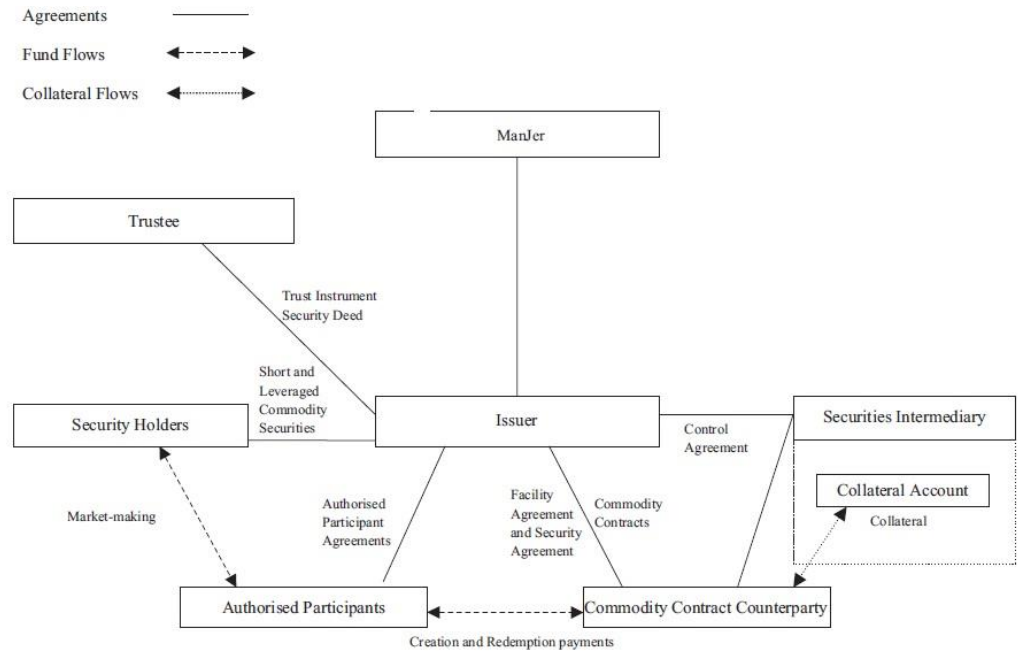 Agreements
Fund Flows
Collateral Flows
ManJer
Trustee
Trust Instrument
Security Deed
Short and
Leveraged
Commodity
Securities
Security Holders
Issuer
Securities Intermediary
Control
Agreement
Collateral Account
Collateral
Market-making
Authorised
Participant
Agreements
Facility
Agreement
and Security
Agreement
Commodity
Contracts
Authorised Participants
Commodity Contract Counterparty
Creation and Redemption payments